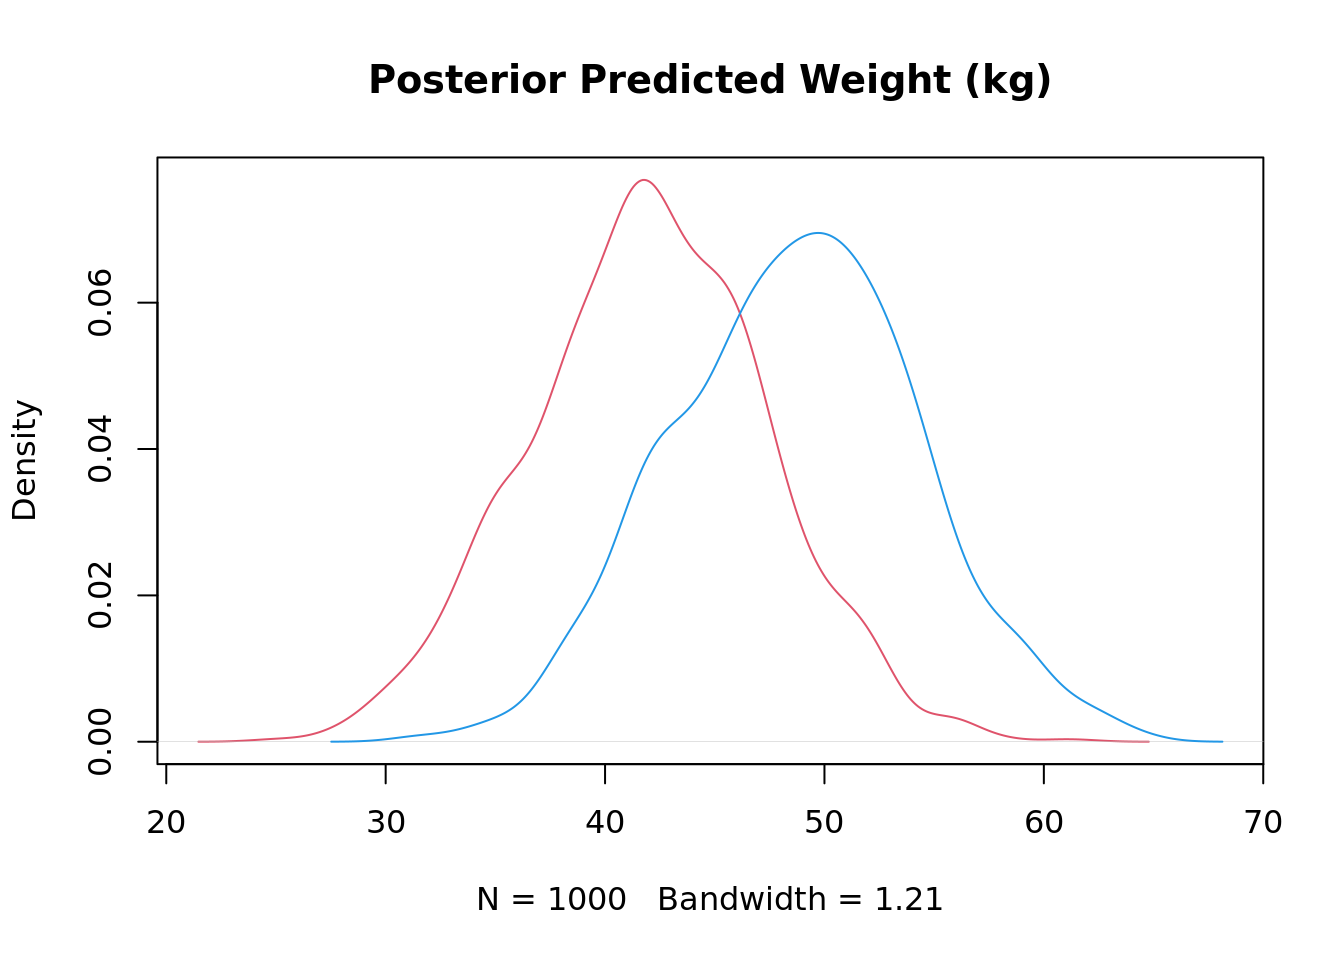 Posterior Predicted Weight (kg)
Density
0.06
0.04
0.02
0.00
20 30 40 50 60 70
N = 1000 Bandwidth = 1.21